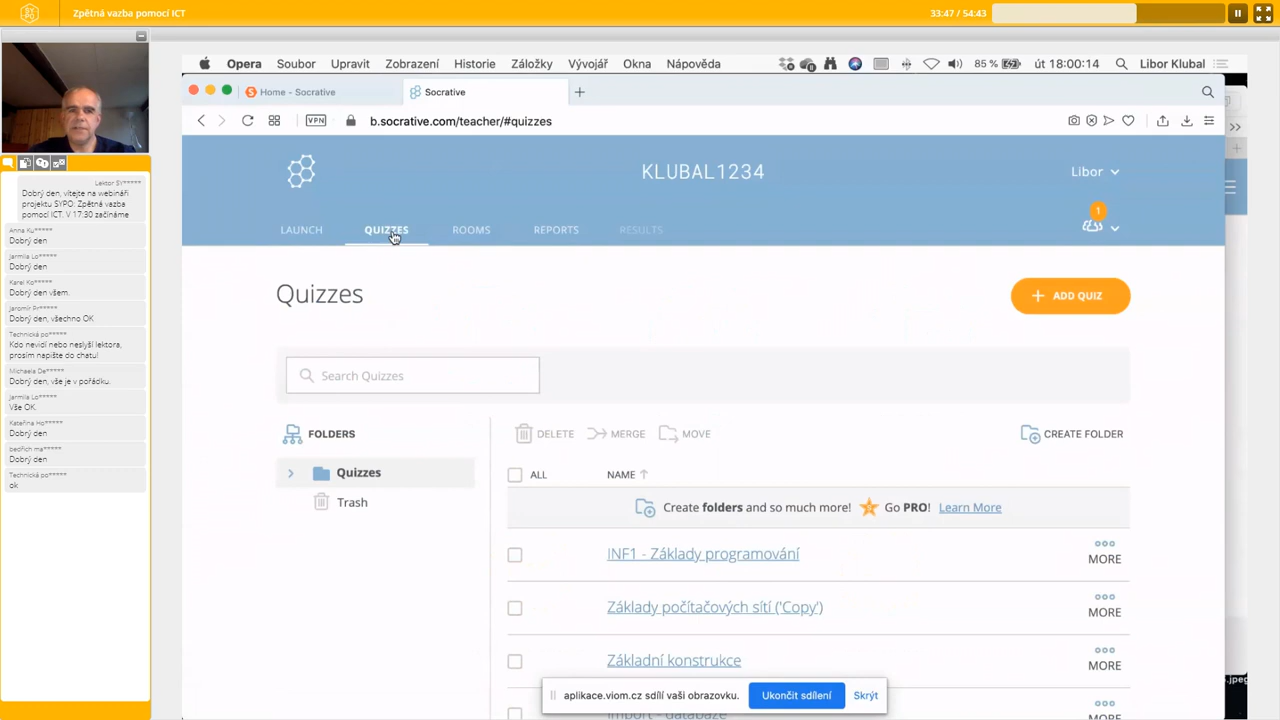 Zpětná vazba pomocí ICT
33:47 / 54:43
Lektor SY*****
Dobrý den, vítejte na webináři
projektu SYPO: Zpětná vazba
pomocí ICT. V 17:30 začínáme
Anna Ku*****
Dobrý den
Jarmila Lo*****
Dobrý den
Karel Ko*****
Dobrý den všem.
Jaromír Pr*****
Dobrý den, všechno OK
Technická po*****
Kdo nevidí nebo neslyší lektora,
prosím napište do chatu!
Michaela De*****
Dobrý den, vše je v pořádku.
Jarmila Lo*****
Vše OK.
Kateřina Ho*****
Dobrý den
bedřich ma*****
Dobrý den
Technická po*****
ok
Opera Soubor Upravit Zobrazení Historie Záložky Vývojář Okna Nápověda 85 % út 18:00:14 Libor Klubal
Home - Socrative Socrative
VPN b.socrative.com/teacher/#quizzes
KLUBAL1234
Libor
1
LAUNCH QUIZZES ROOMS REPORTS RESULTS
Quizzes
+ ADD QUIZ
Search Quizzes
FOLDERS
Quizzes
Trash
DELETE MERGE MOVE CREATE FOLDER
ALL NAME
Create folders and so much more! Go PRO! Learn More
INF1 - Základy programování MORE
Základy počítačových sítí ('Copy') MORE
Základní konstrukce MORE
import - databáze
aplikace.viom.cz sdílí vaši obrazovku. Ukončit sdílení Skrýt